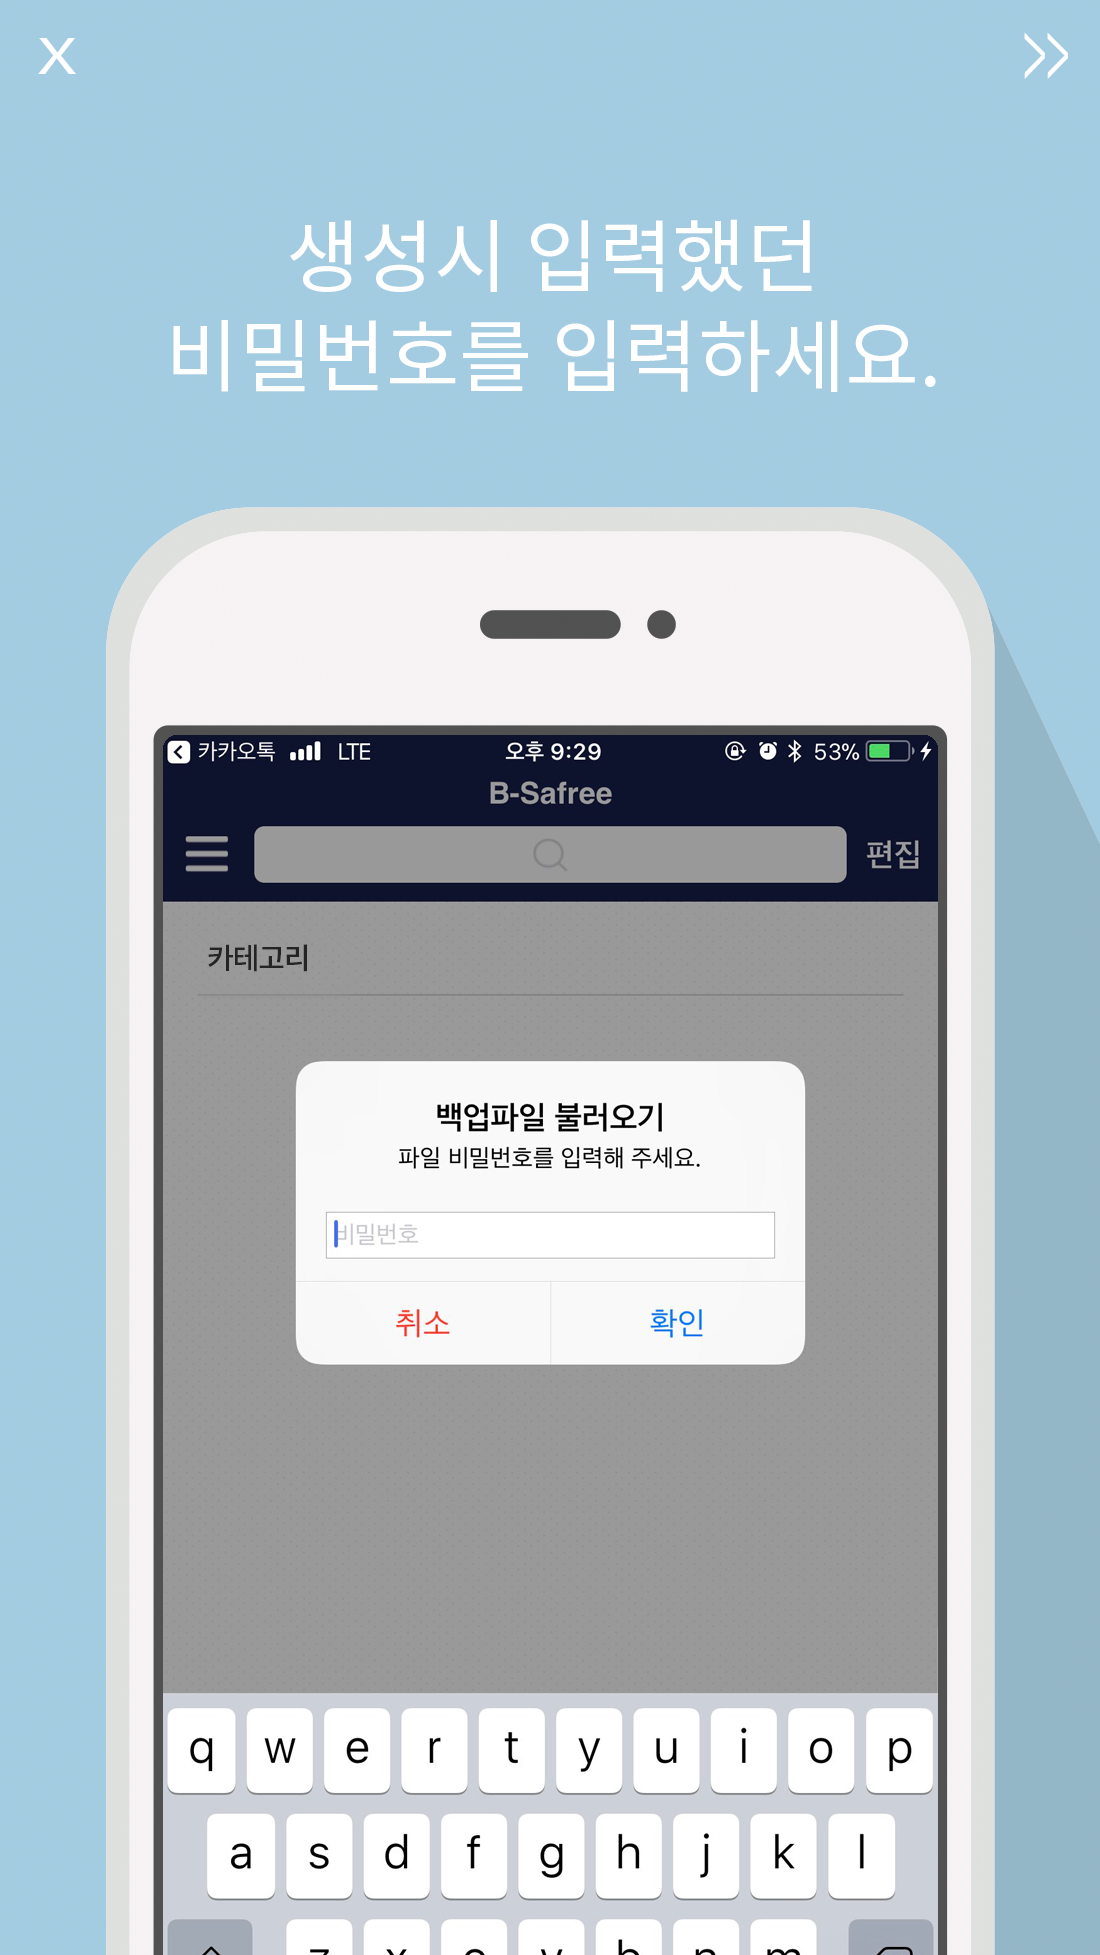 X
생성시 입력했던
비밀번호를 입력하세요.
카카오톡 LTE 오후 9:29 53%
B-Safree
편집
카테고리
백업파일 불러오기
파일 비밀번호를 입력해 주세요.
비밀번호
취소 확인
q w e r t y u i o p
a s d f g h j k l
z x c v b n m